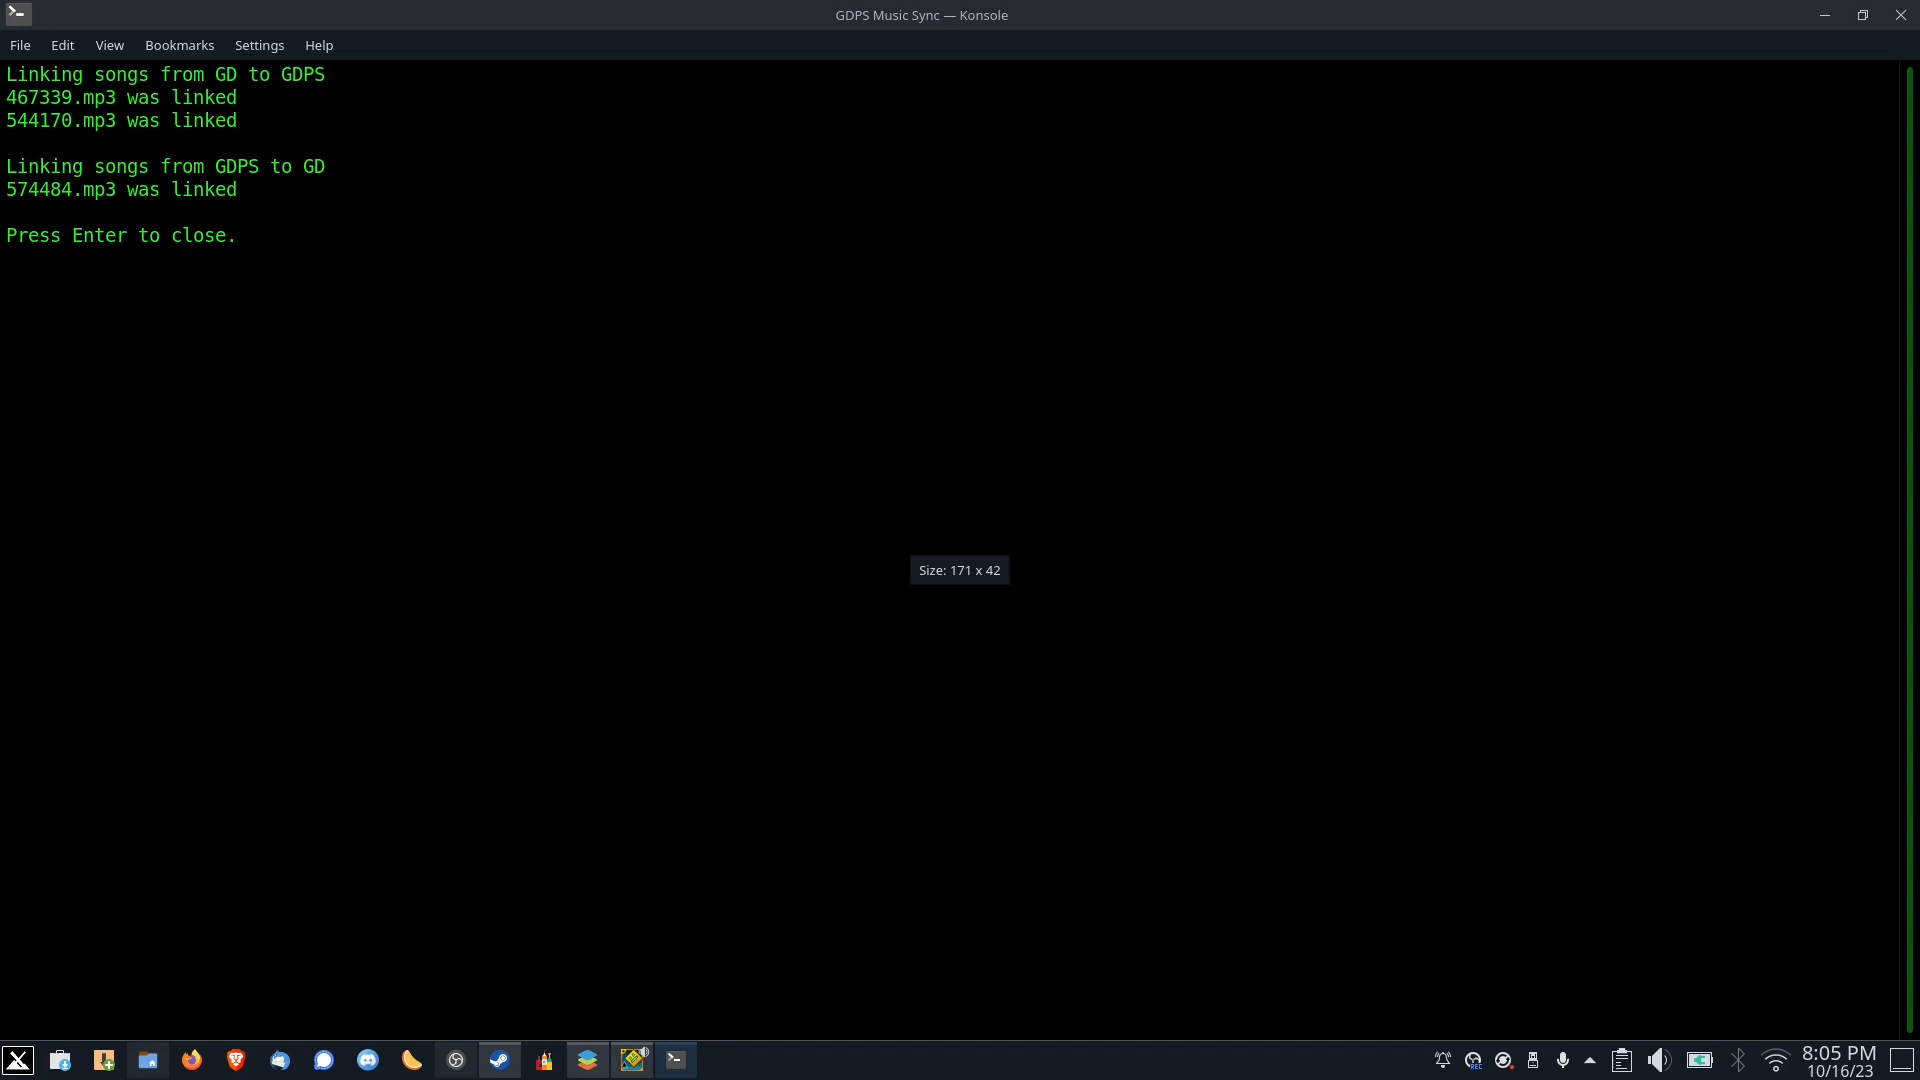 GDPS Music Sync — Konsole
File Edit View Bookmarks Settings Help
Linking songs from GD to GDPS
467339.mp3 was linked
544170.mp3 was linked
Linking songs from GDPS to GD
574484.mp3 was linked
Press Enter to close.
Size: 171 x 42
REC
8:05 PM
10/16/23